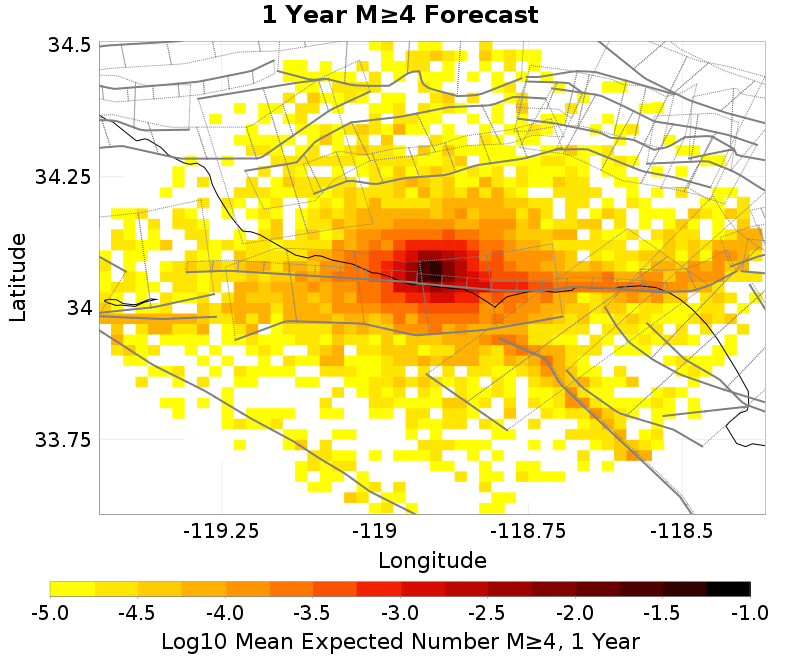 1 Year M≥4 Forecast
34.5
34.25
34
33.75
Latitude
-119.25 -119 -118.75 -118.5
Longitude
-5.0 -4.5 -4.0 -3.5 -3.0 -2.5 -2.0 -1.5 -1.0
Log10 Mean Expected Number M≥4, 1 Year